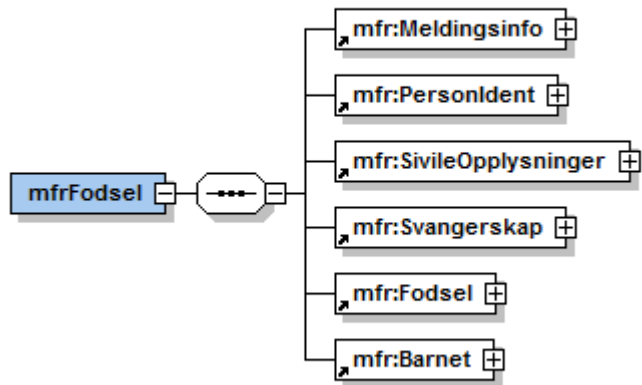 mfr:Meldingsinfo
mfr:PersonIdent
mfr:SivileOpplysninger
mfrFodsel
mfr:Svangerskap
mfr:Fodsel
mfr:Barnet